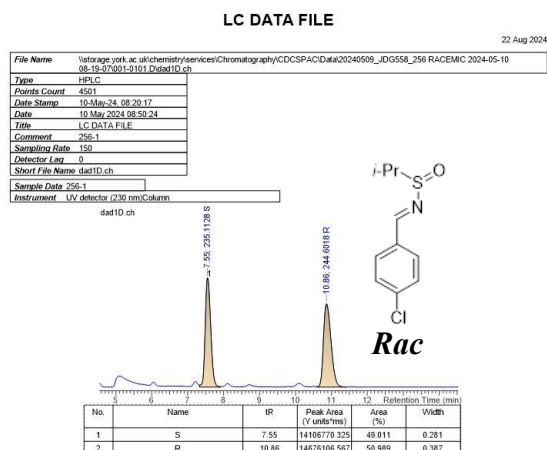 LC DATA FILE
22 Aug 2024
File Name \\storage.york.ac.uk\chemistry\services\Chromatography\CDCSPAC\Data\20240509_JDG558_256 RACEMIC 2024-05-10
08-19-07\001-0101.D\dad1D.ch
Type HPLC
Points Count 4501
Date Stamp 10-May-24, 08:20:17
Date 10 May 2024 08:50:24
Title LC DATA FILE
Comment 256-1
Sampling Rate 150
Detector Lag 0
Short File Name dad1D.ch
Sample Data 256-1
Instrument UV detector (230 nm)Column
dad1D.ch
7.55; 235.1128 S
10.86; 244.6018 R
i-Pr
S
O
N
Cl
Rac
5 6 7 8 9 10 11 12 Retention Time (min)
No. Name tR Peak Area (Y units*ms) Area (%) Width
1 S 7.55 14106770.325 49.011 0.281
2 R 10.86 14676106.567 50.989 0.387